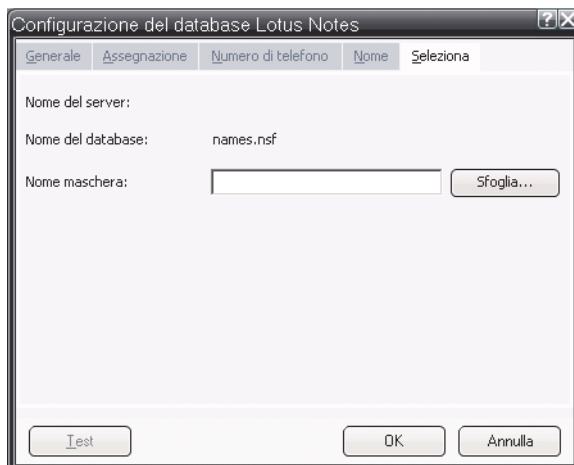 Configurazione del database Lotus Notes ? X
Generale Assegnazione Numero di telefono Nome Seleziona
Nome del server:
Nome del database: names.nsf
Nome maschera: Sfoglia...
Test OK Annulla